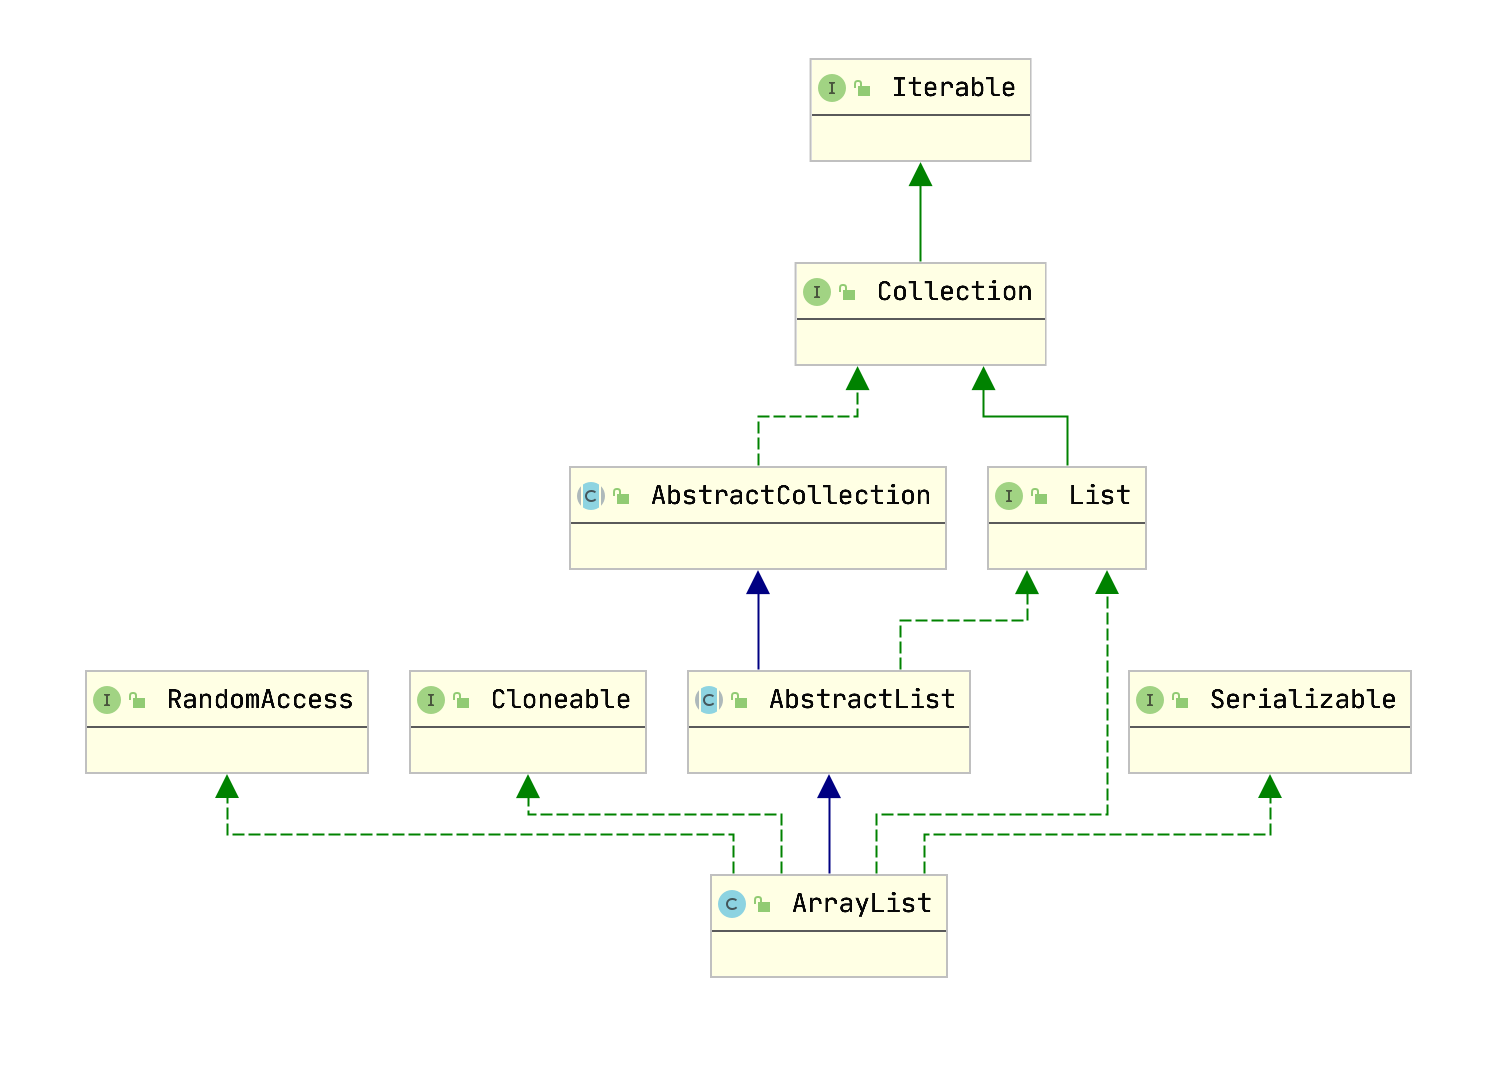 I Iterable
I Collection
C AbstractCollection
I List
I RandomAccess
I Cloneable
C AbstractList
I Serializable
C ArrayList